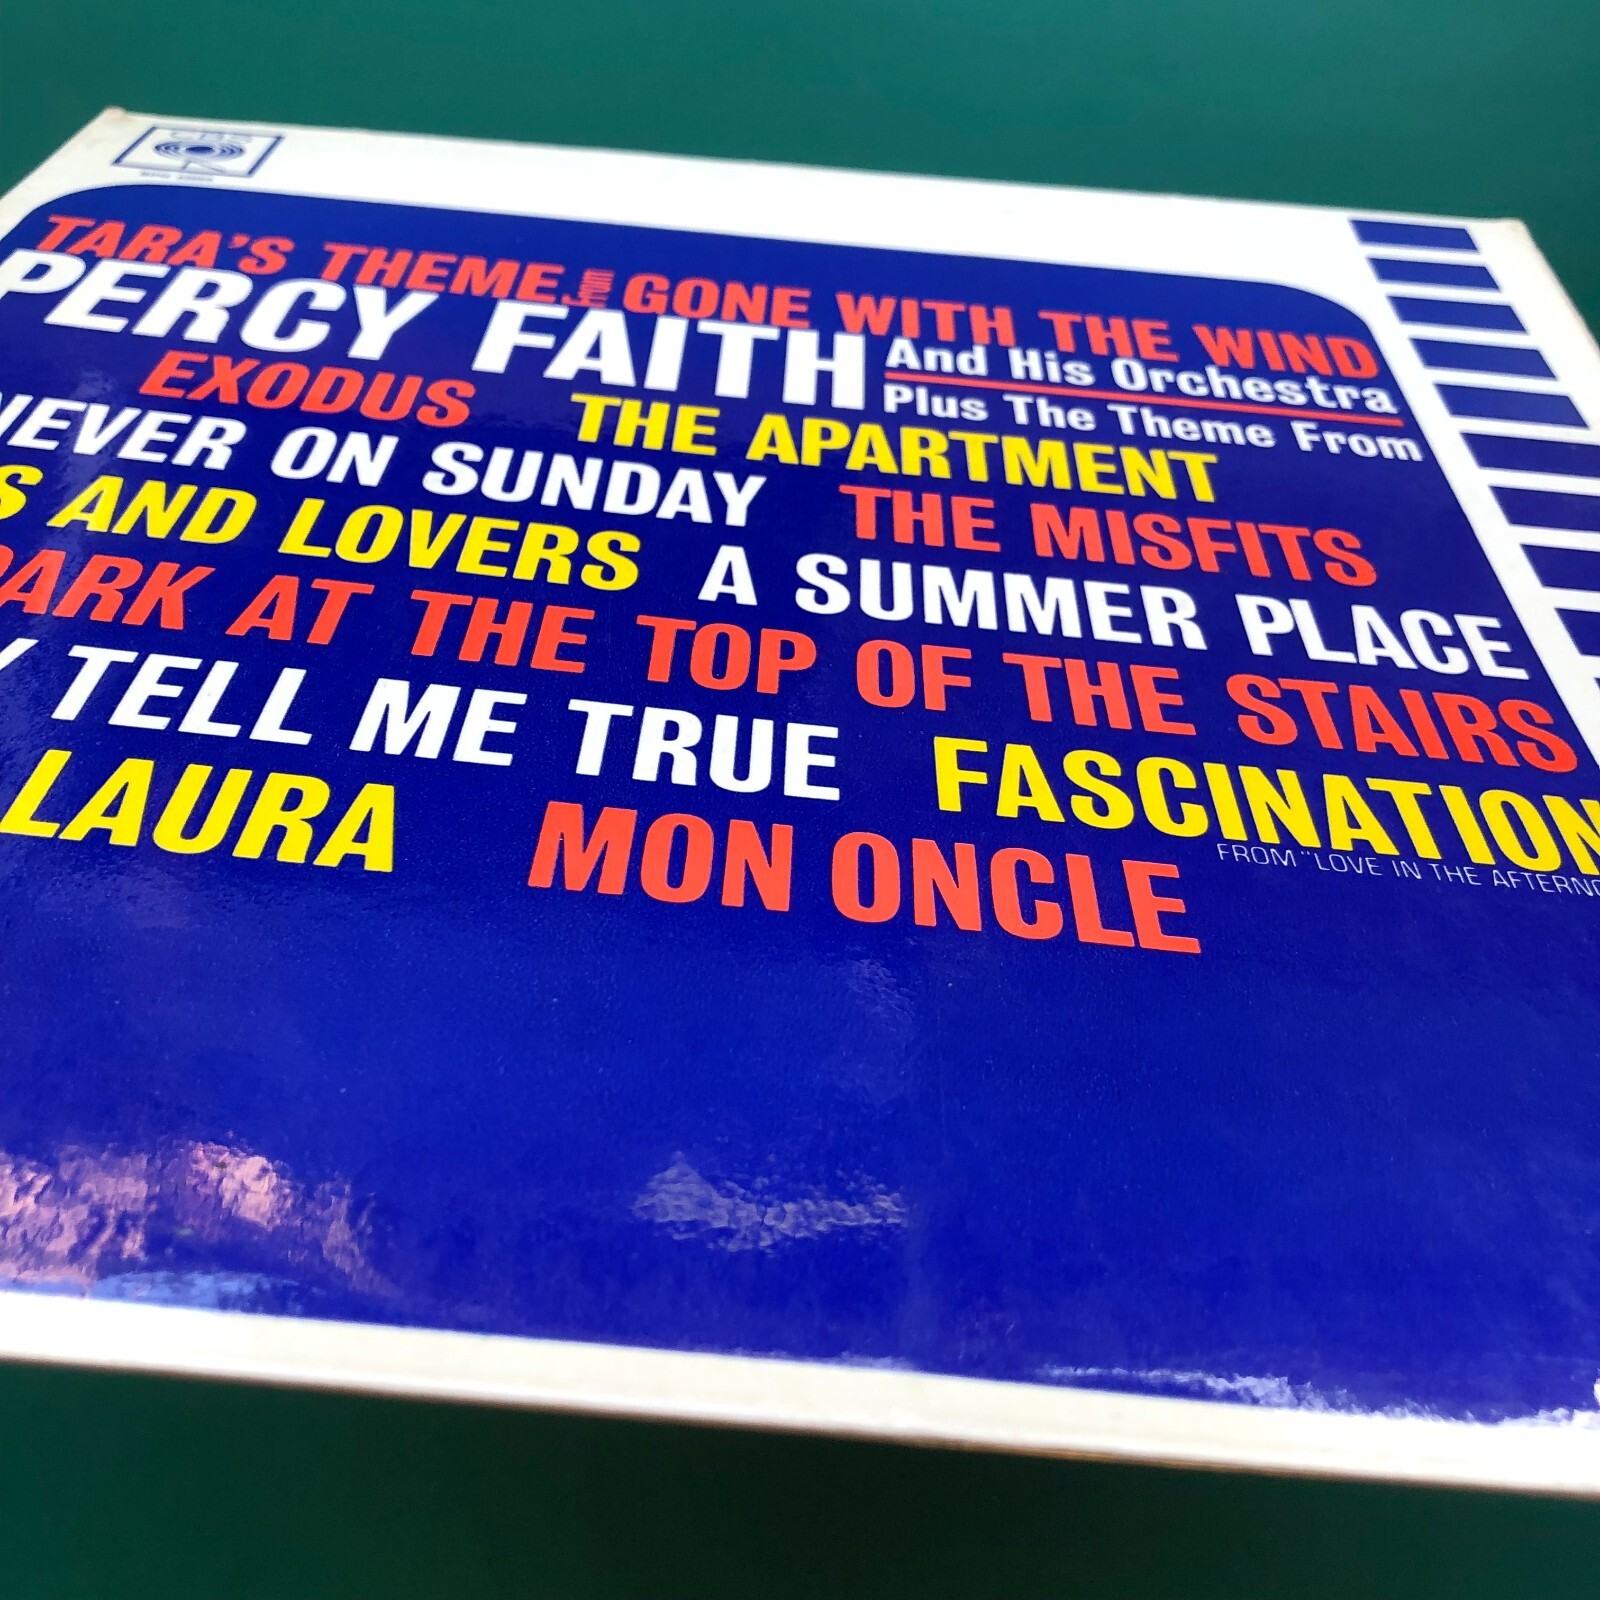 CBS
TARA'S THEME from GONE WITH THE WIND
PERCY FAITH And His Orchestra
Plus The Theme From
EXODUS THE APARTMENT
NEVER ON SUNDAY THE MISFITS
S AND LOVERS A SUMMER PLACE
DARK AT THE TOP OF THE STAIRS
Y TELL ME TRUE FASCINATION
FROM "LOVE IN THE AFTERNO
LAURA MON ONCLE